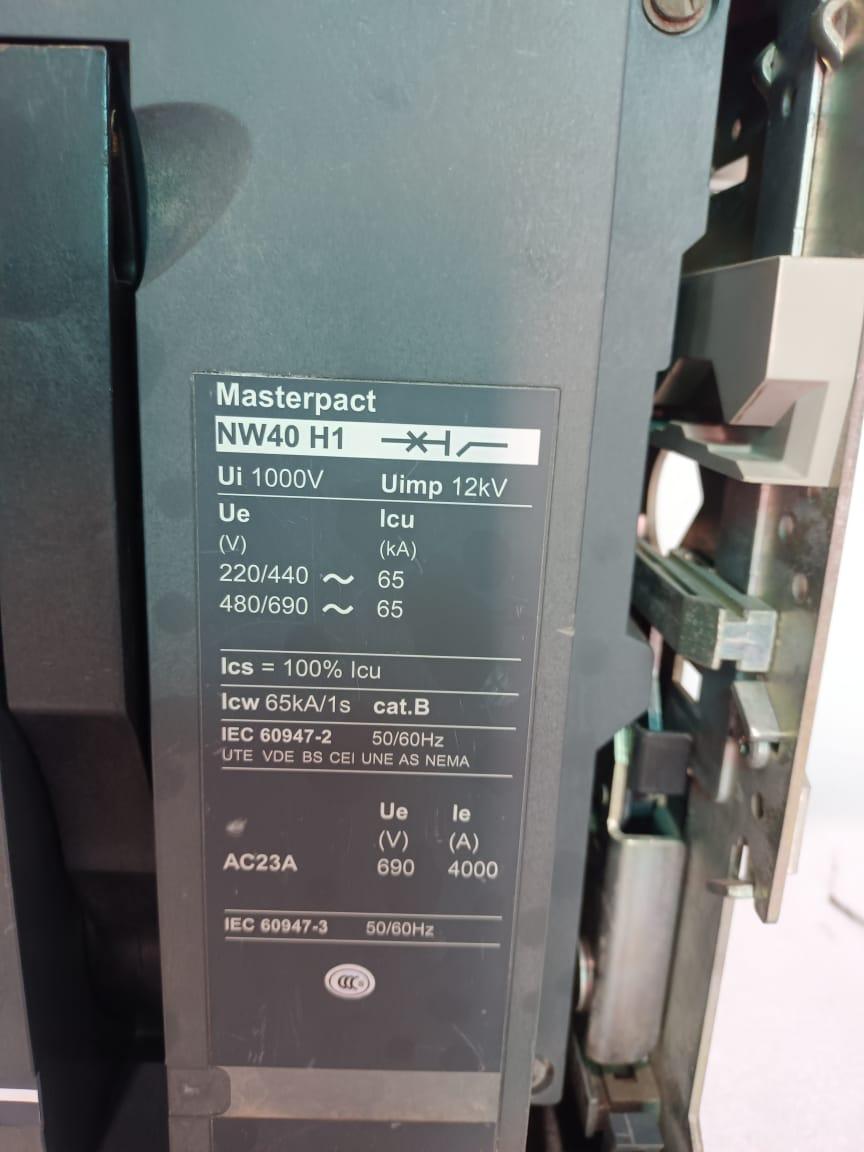 Masterpact
NW40 H1
Ui 1000V Uimp 12kV
Ue Icu
(V) (kA)
220/440 ~ 65
480/690 ~ 65
Ics = 100% Icu
Icw 65kA/1s cat.B
IEC 60947-2 50/60Hz
UTE VDE BS CEI UNE AS NEMA
Ue Ie
(V) (A)
AC23A 690 4000
IEC 60947-3 50/60Hz
CCC